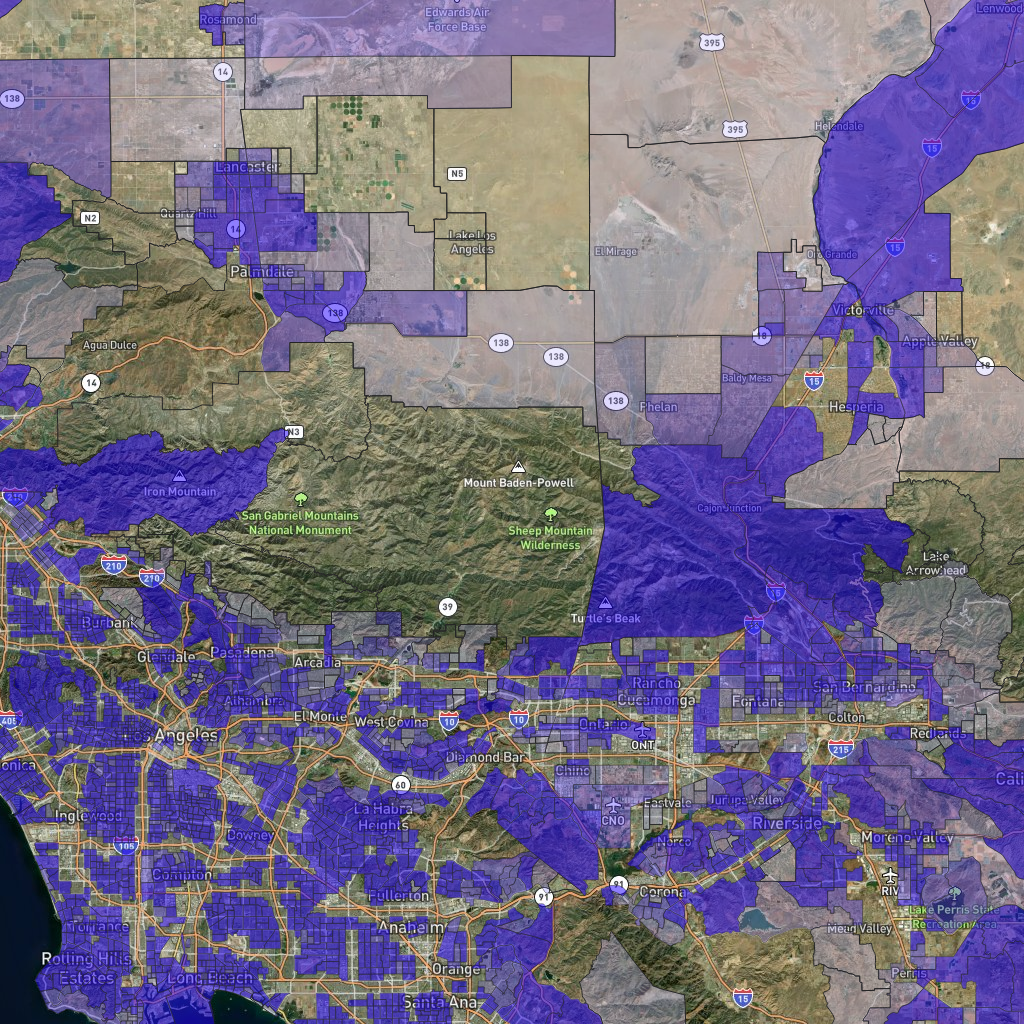 Rosamond
Edwards Air
Force Base
Lenwood
395
14
138
15
395
Helendale
15
Lancaster
N5
N2
Quartz Hill
14
Lake Los
Angeles
15
El Mirage
Oro Grande
Palmdale
138
Victorville
18
Agua Dulce
138
138
Apple Valley
18
14
15
Baldy Mesa
138
Phelan
Hesperia
N3
Mount Baden-Powell
Iron Mountain
210
San Gabriel Mountains
National Monument
Cajon Junction
Sheep Mountain
Wilderness
210
Lake
Arrowhead
210
15
39
Turtle's Beak
Burbank
15
Glendale
Pasadena
Arcadia
Rancho
Cucamonga
San Bernardino
Alhambra
Fontana
405
El Monte
West Covina
10
10
Ontario
Colton
Los Angeles
ONT
Redlands
215
Diamond Bar
onica
Chino
Cali
60
La Habra
Heights
CNO
Eastvale
Jurupa Valley
Inglewood
Riverside
Downey
105
Norco
Moreno Valley
Compton
RIV
Fullerton
91
91
Corona
Lake Perris State
Recreation Area
Torrance
Anaheim
Mead Valley
Rolling Hills
Estates
Long Beach
Orange
Perris
Santa Ana
15